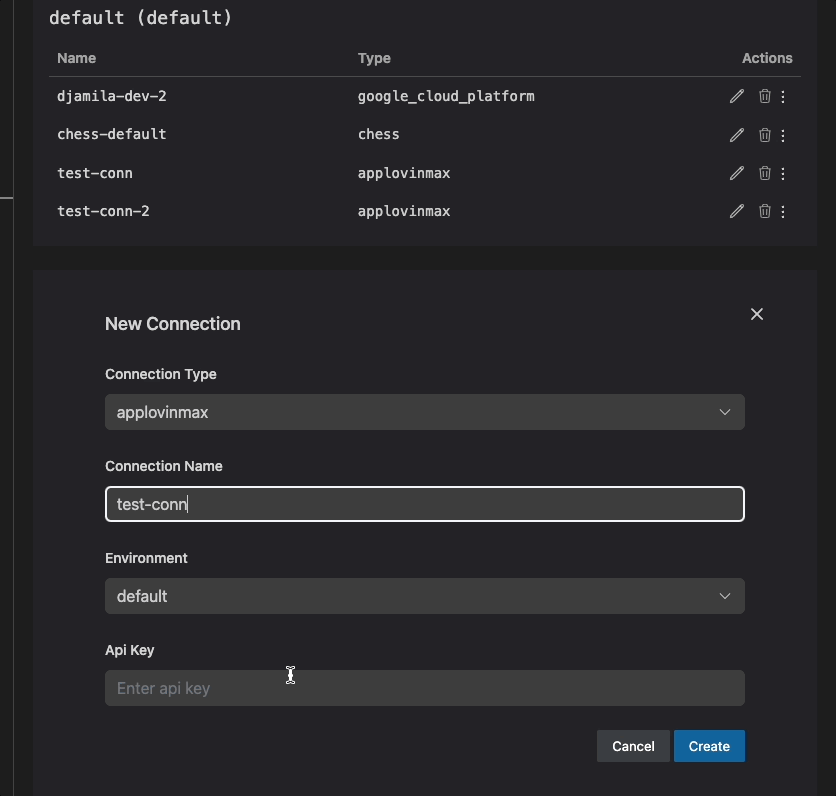 default (default)
Name Type Actions
djamila-dev-2 google_cloud_platform
chess-default chess
test-conn applovinmax
test-conn-2 applovinmax
New Connection
Connection Type
applovinmax
Connection Name
test-conn
Environment
default
Api Key
Enter api key
Cancel Create